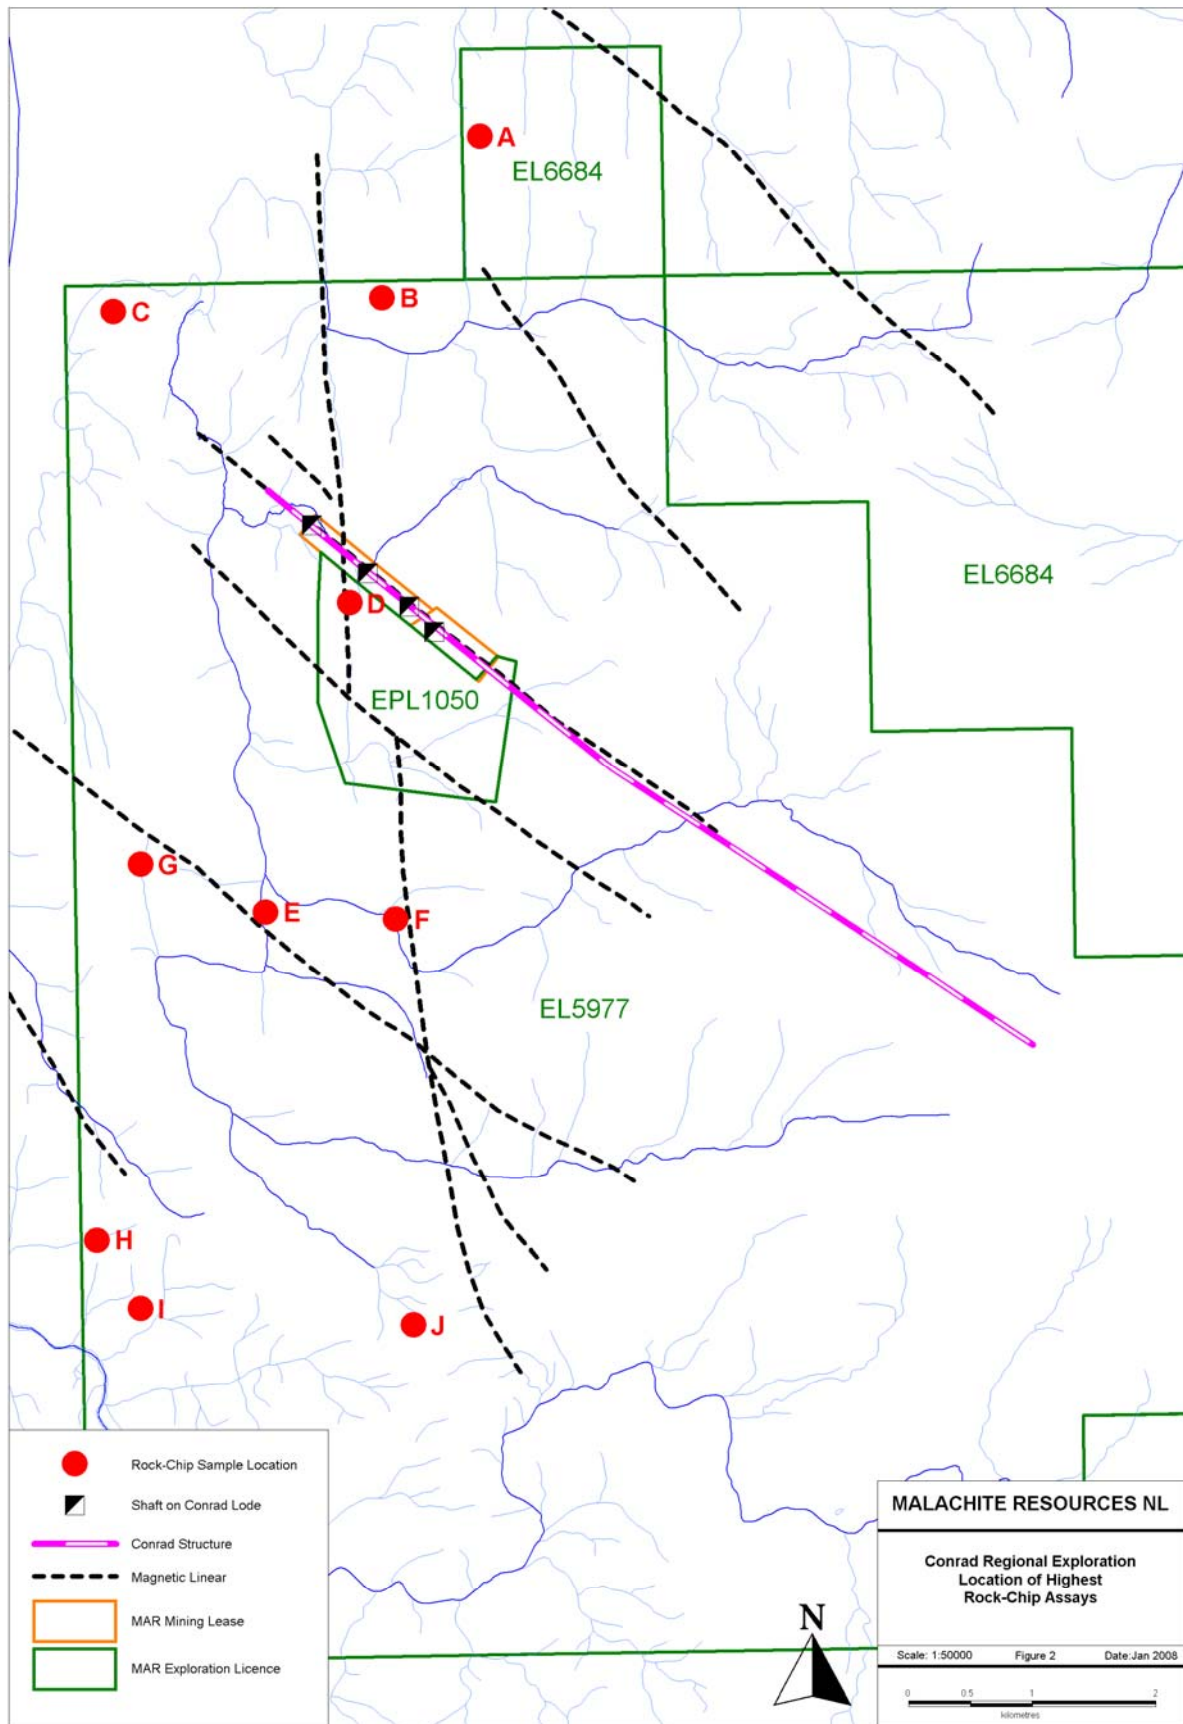 A
EL6684
B
C
EL6684
D
EPL1050
G
E
F
EL5977
H
I
J
Rock-Chip Sample Location
Shaft on Conrad Lode
Conrad Structure
Magnetic Linear
MAR Mining Lease
MAR Exploration Licence
N
MALACHITE RESOURCES NL
Conrad Regional Exploration
Location of Highest
Rock-Chip Assays
Scale: 1:50000 Figure 2 Date:Jan 2008
0 0.5 1 2
kilometres